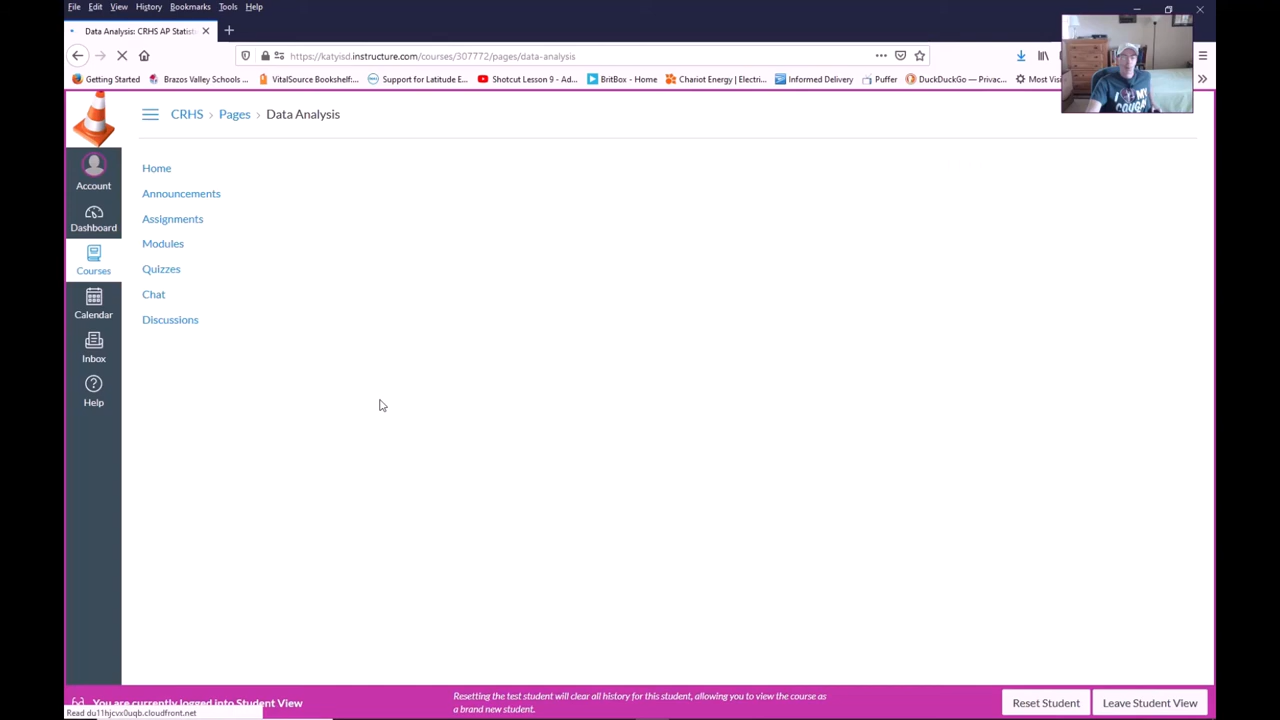 File Edit View History Bookmarks Tools Help
Data Analysis: CRHS AP Statist
https://katyisd.instructure.com/courses/307772/pages/data-analysis
Getting Started Brazos Valley Schools ... VitalSource Bookshelf:... Support for Latitude E... Shotcut Lesson 9 - Ad... BritBox - Home Chariot Energy | Electri... Informed Delivery Puffer DuckDuckGo — Privac... Most Visi
I MY
COUGA
CRHS > Pages > Data Analysis
Account
Dashboard
Courses
Calendar
Inbox
Help
Home
Announcements
Assignments
Modules
Quizzes
Chat
Discussions
You are currently logged into Student View
Read du11hjcvx0uqb.cloudfront.net
Resetting the test student will clear all history for this student, allowing you to view the course as
a brand new student.
Reset Student Leave Student View